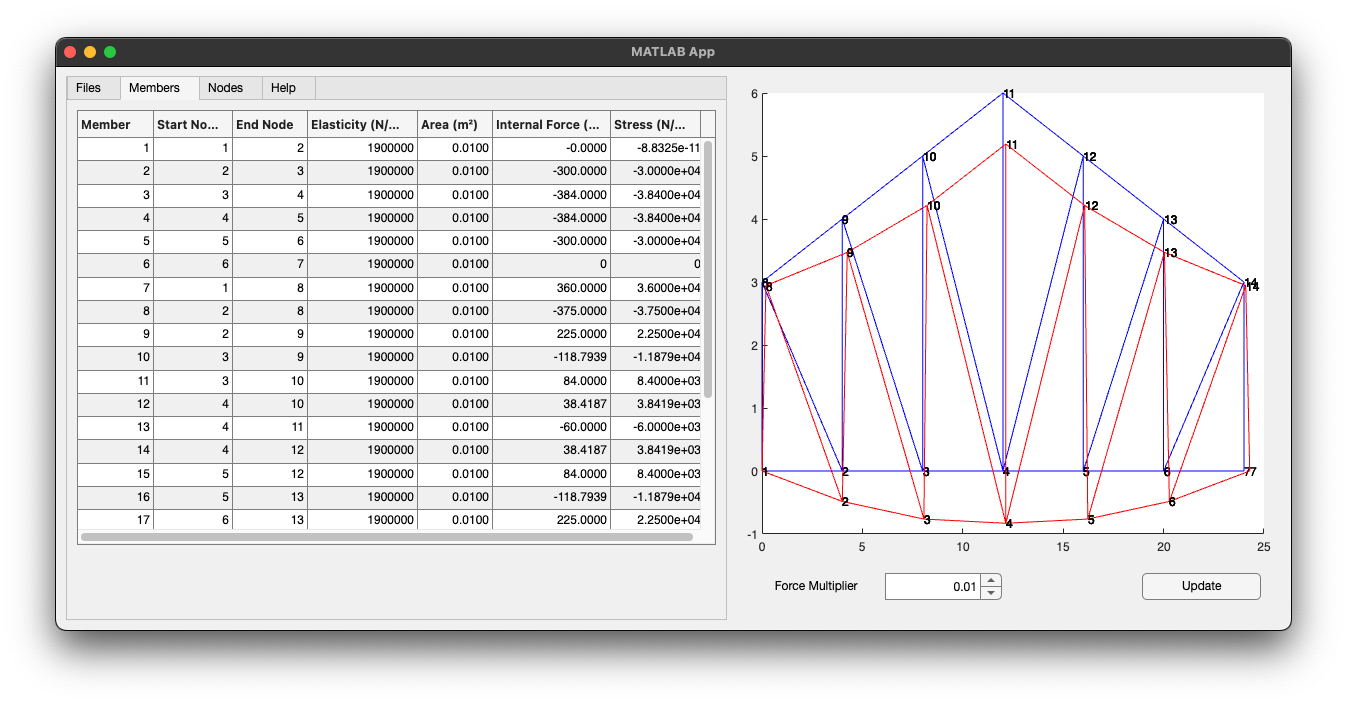 MATLAB App
Files Members Nodes Help
Member Start No... End Node Elasticity (N/... Area (m²) Internal Force (... Stress (N/...
1 1 2 1900000 0.0100 -0.0000 -8.8325e-11
2 2 3 1900000 0.0100 -300.0000 -3.0000e+04
3 3 4 1900000 0.0100 -384.0000 -3.8400e+04
4 4 5 1900000 0.0100 -384.0000 -3.8400e+04
5 5 6 1900000 0.0100 -300.0000 -3.0000e+04
6 6 7 1900000 0.0100 0 0
7 1 8 1900000 0.0100 360.0000 3.6000e+04
8 2 8 1900000 0.0100 -375.0000 -3.7500e+04
9 2 9 1900000 0.0100 225.0000 2.2500e+04
10 3 9 1900000 0.0100 -118.7939 -1.1879e+04
11 3 10 1900000 0.0100 84.0000 8.4000e+03
12 4 10 1900000 0.0100 38.4187 3.8419e+03
13 4 11 1900000 0.0100 -60.0000 -6.0000e+03
14 4 12 1900000 0.0100 38.4187 3.8419e+03
15 5 12 1900000 0.0100 84.0000 8.4000e+03
16 5 13 1900000 0.0100 -118.7939 -1.1879e+04
17 6 13 1900000 0.0100 225.0000 2.2500e+04
6 11
11
5 10 12
10 12
4 9 13
9 13
3 8 14
8 14
2
1
0 1 2 3 4 5 6 7 7
2 6
3 4 5
-1
0 5 10 15 20 25
Force Multiplier 0.01 Update